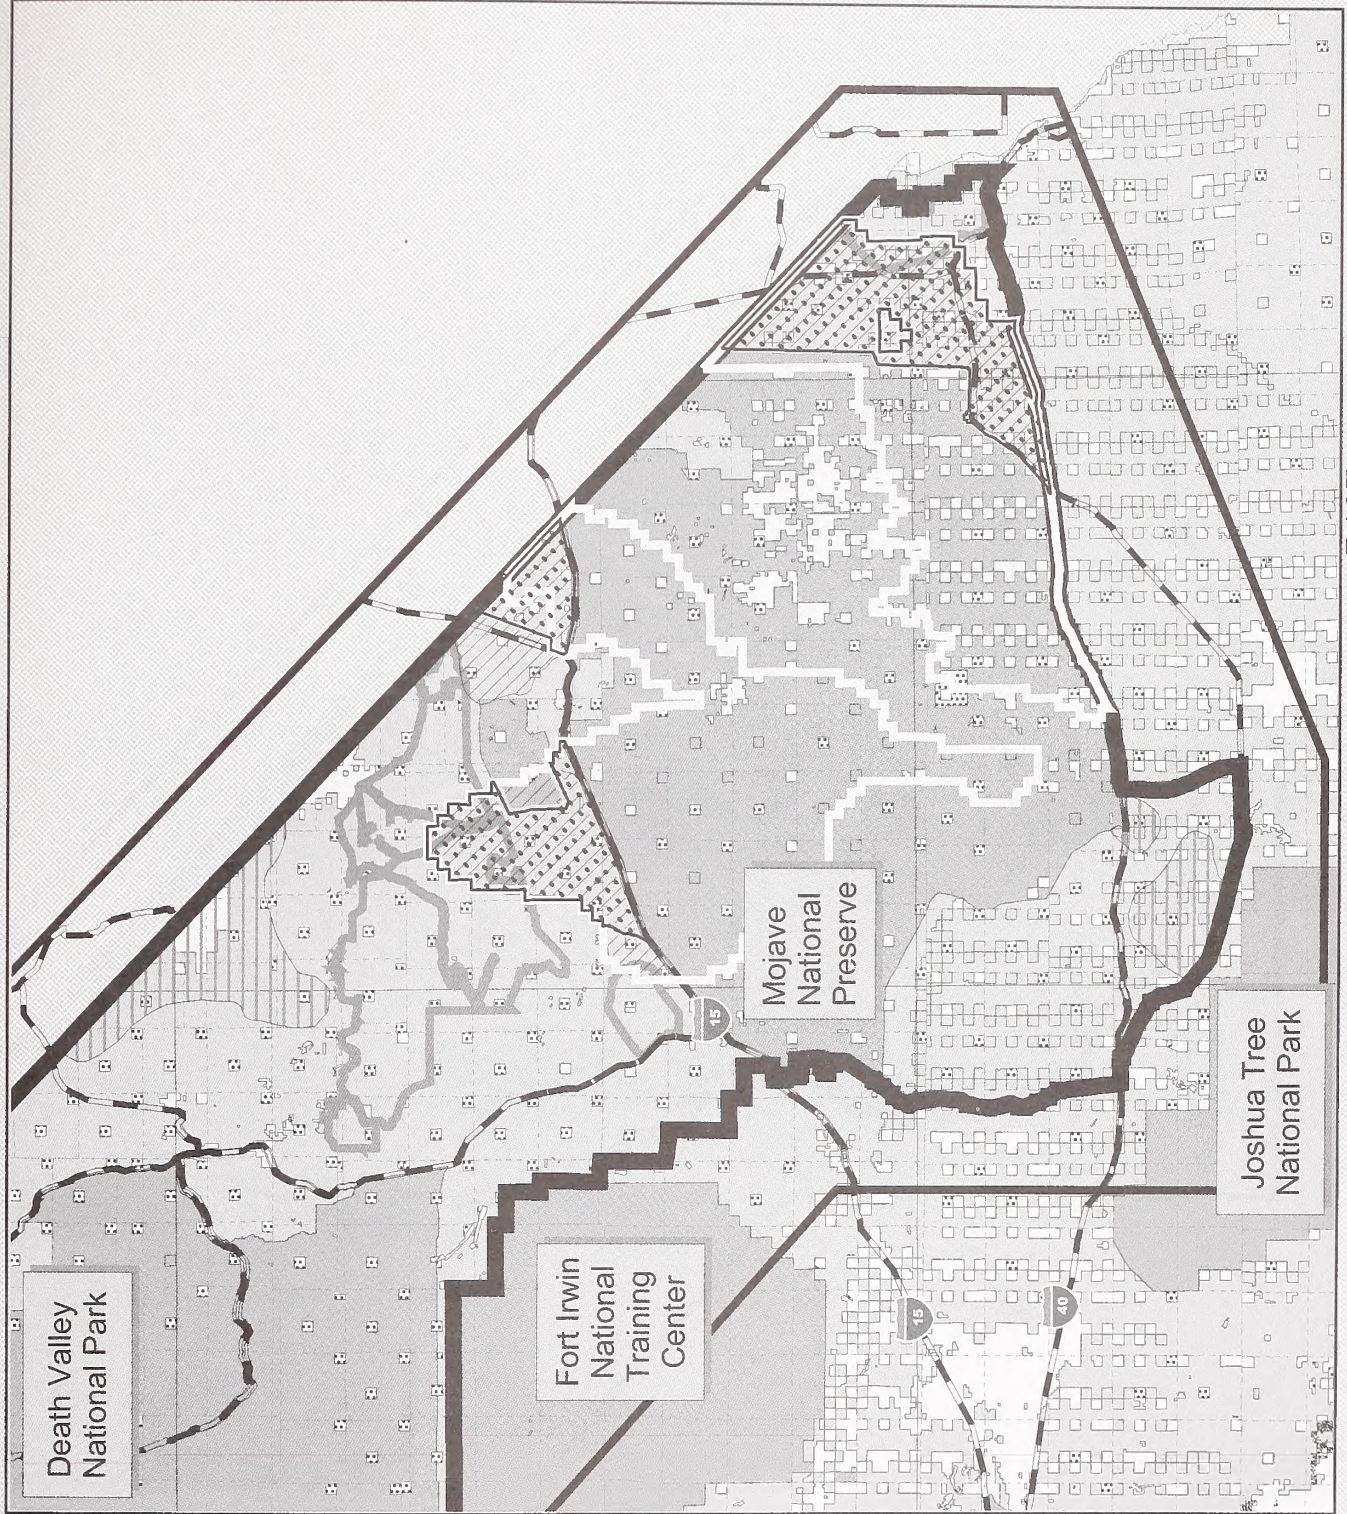 Death Valley
National Park
Fort Irwin
National
Training
Center
Mojave
National
Preserve
Joshua Tree
National Park
15
15
40